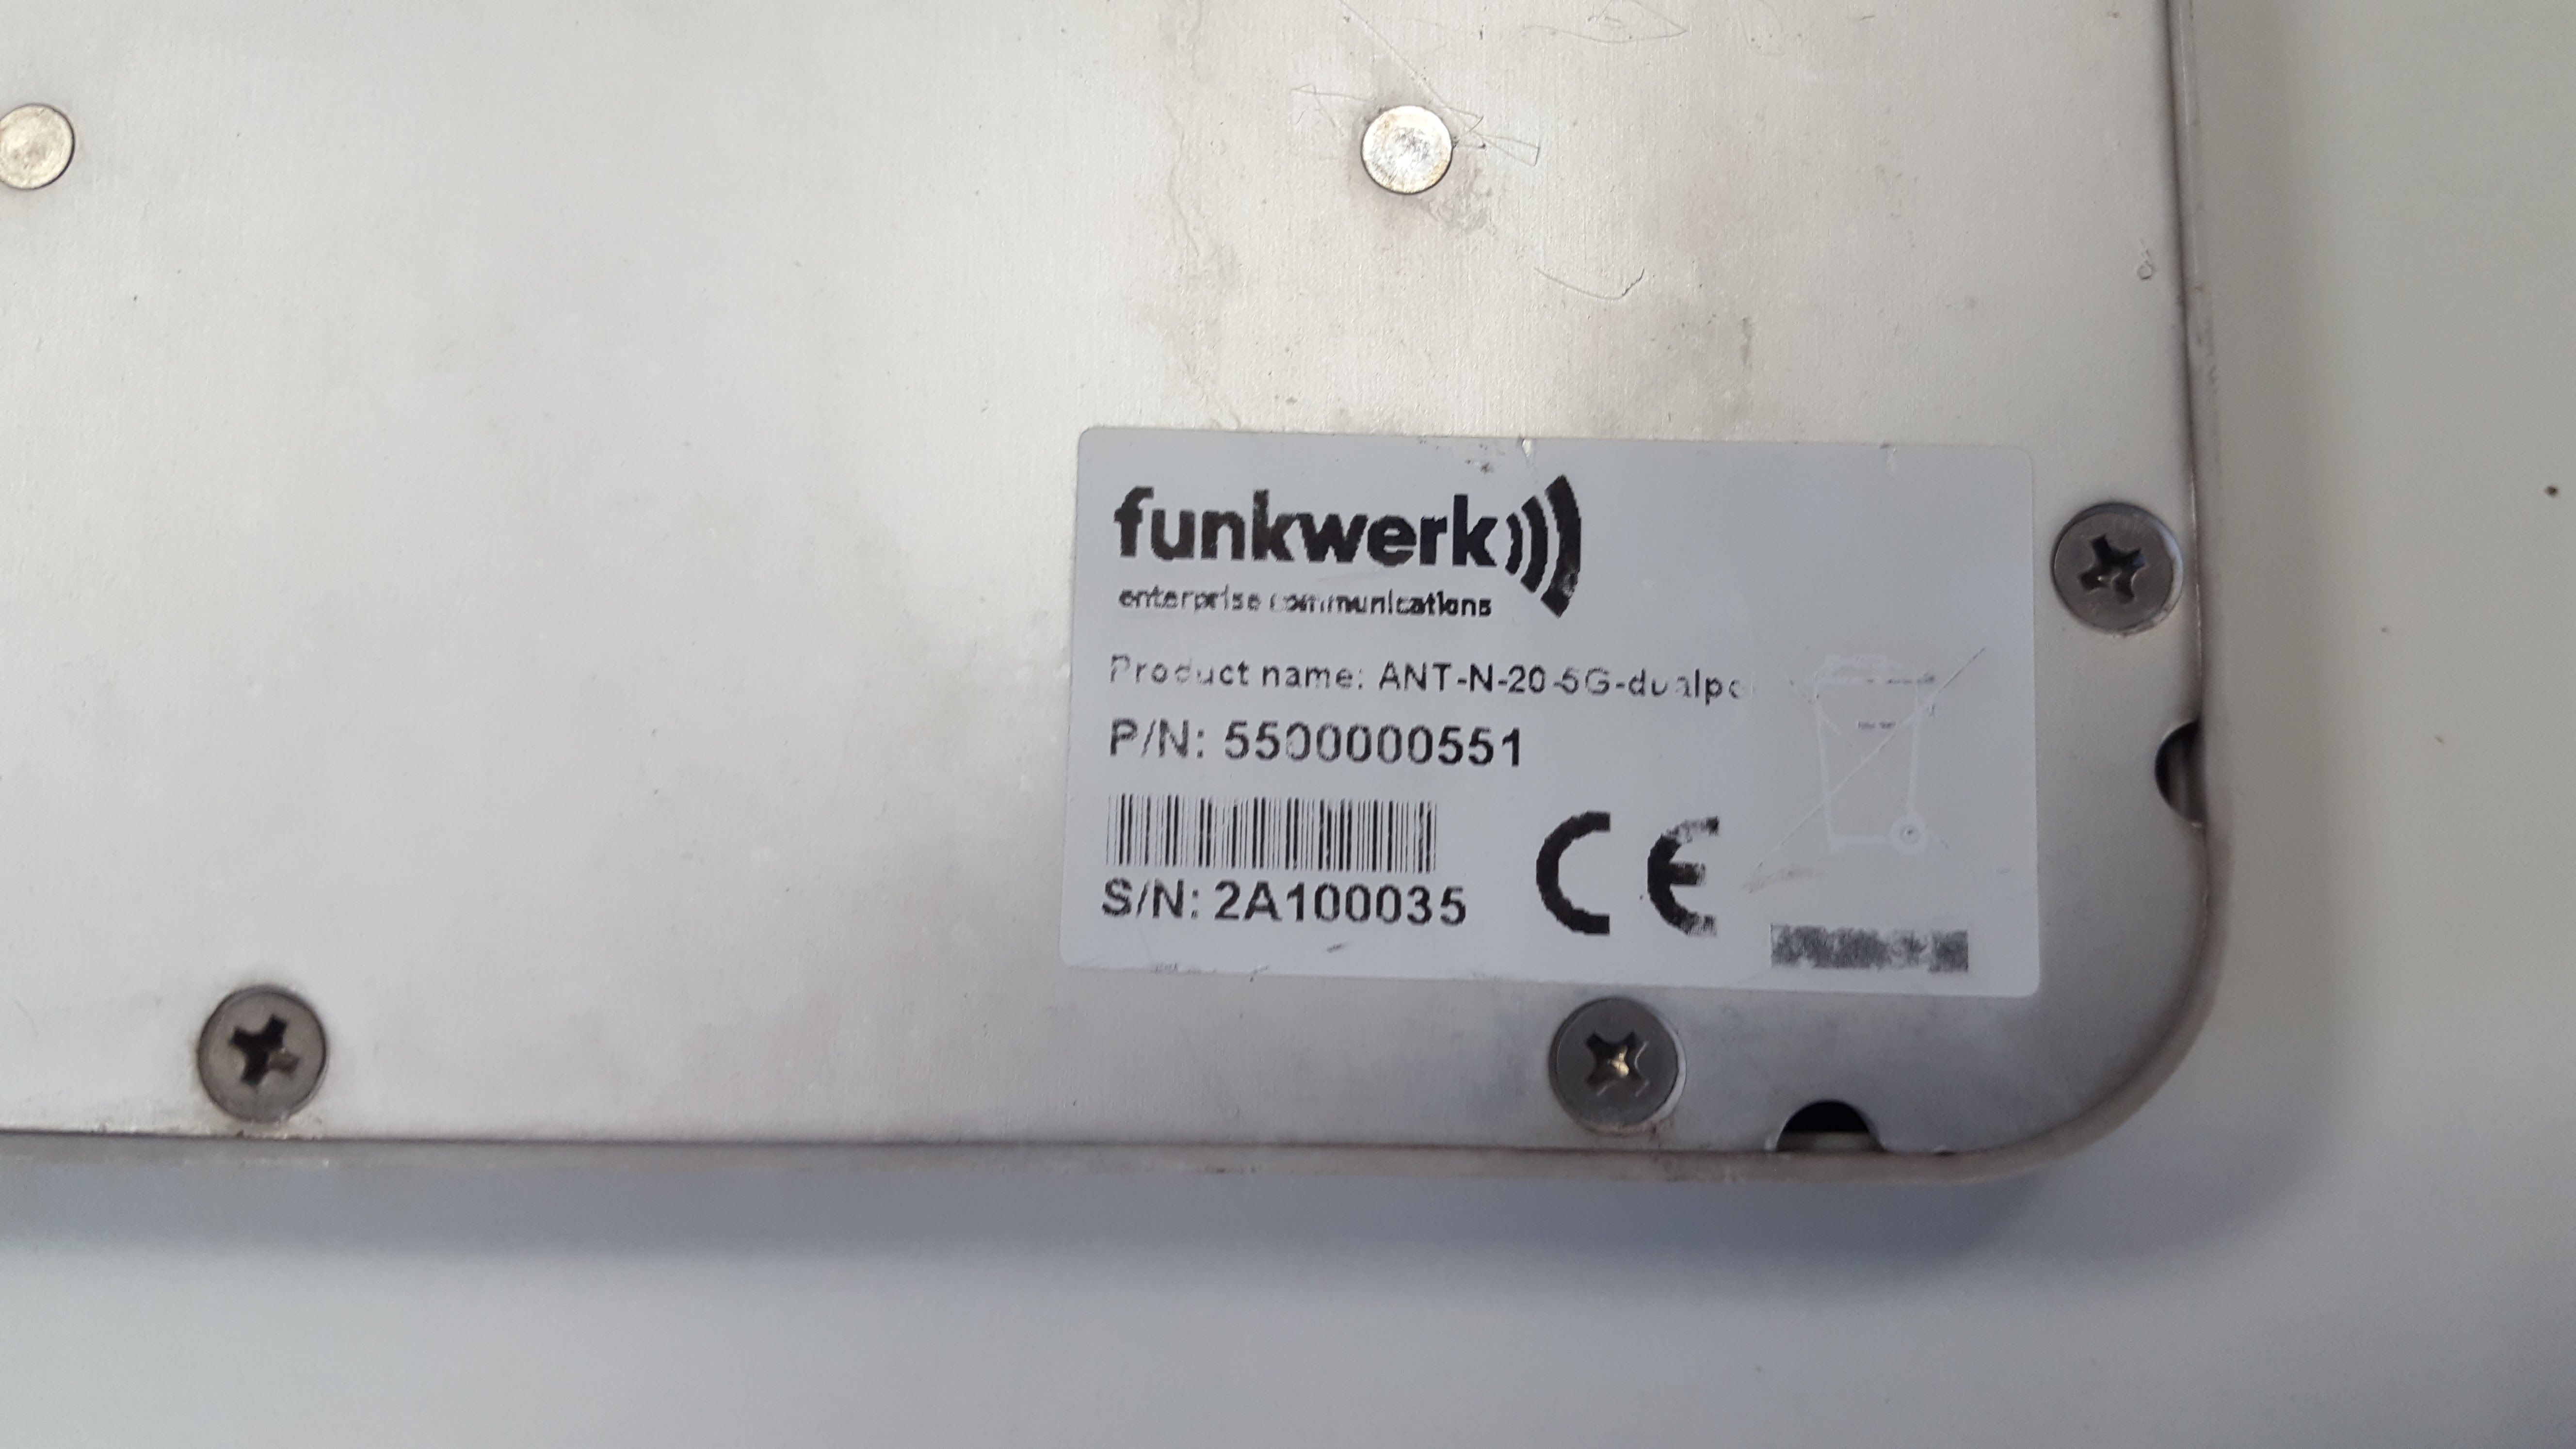 funkwerk
enterprise communications
Product name: ANT-N-20-5G-dualpo
P/N: 5500000551
S/N: 2A100035
CE